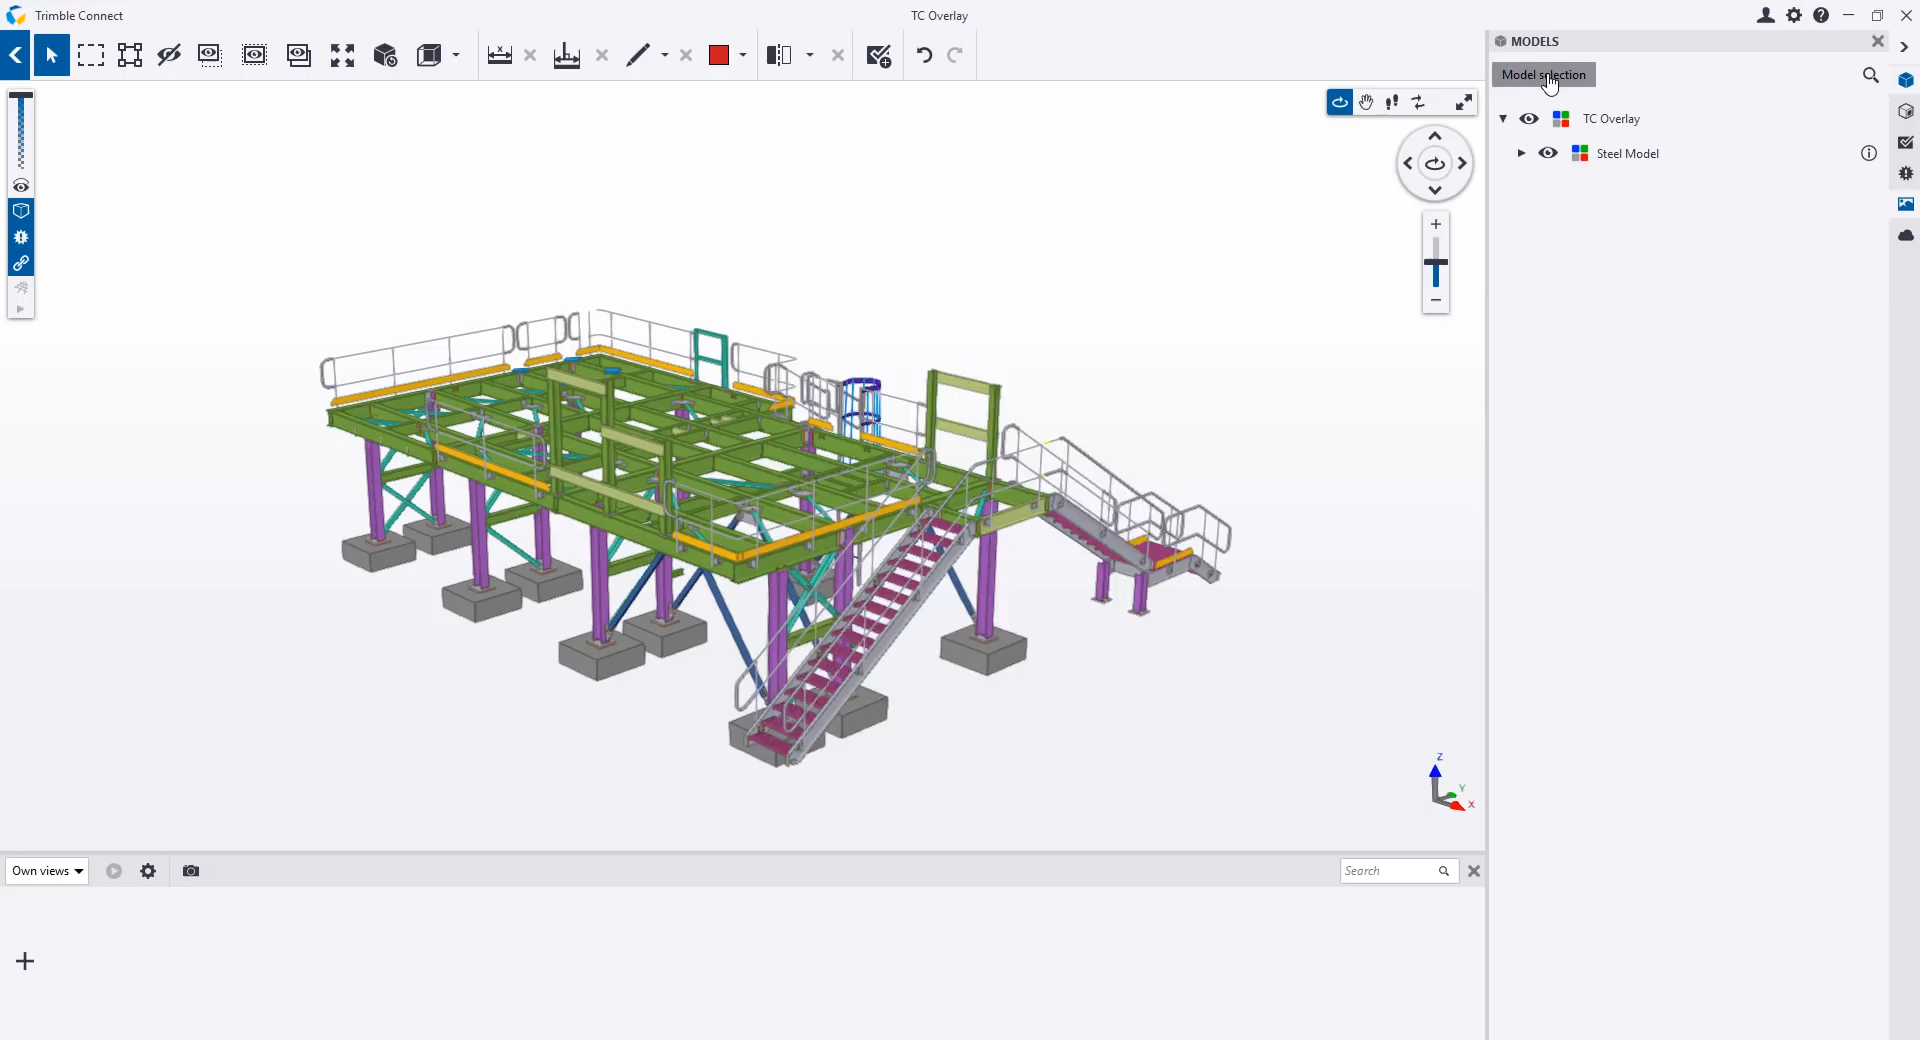 Trimble Connect
TC Overlay
MODELS
Model selection
TC Overlay
Steel Model
Z
Y
X
Own views
Search